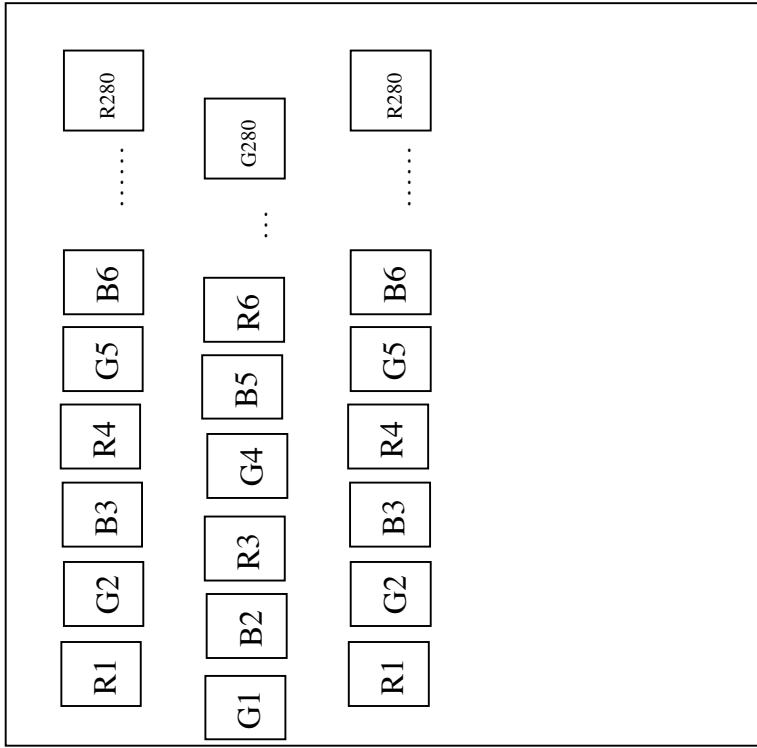 R1 G2 B3 R4 G5 B6 ...... R280
G1 B2 R3 G4 B5 R6 ... G280
R1 G2 B3 R4 G5 B6 ...... R280